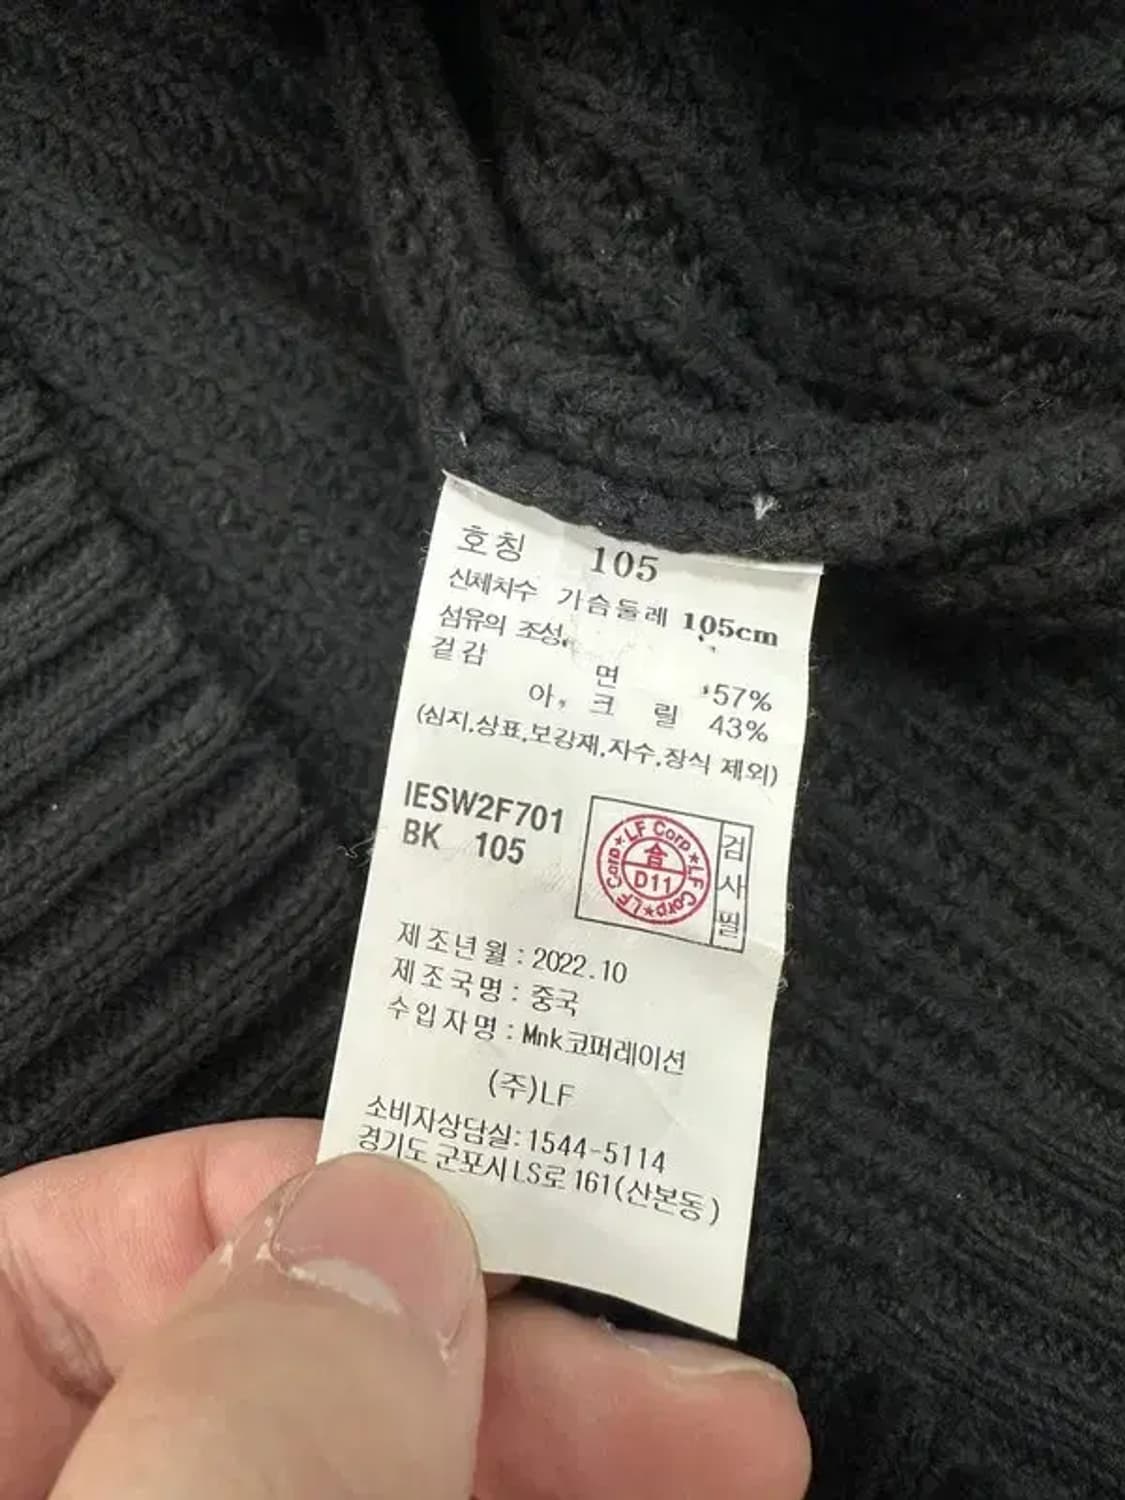 호칭 105
신체치수 가슴둘레 105cm
섬유의 조성
겉감 면 57%
아 크 릴 43%
(심지,상표,보강재,자수,장식 제외)
IESW2F701
BK 105
LF Corp★LF Corp★LF Corp★
合
D11
검사필
제조년월 : 2022.10
제조국명 : 중국
수입자명 : Mnk코퍼레이션
(주)LF
소비자상담실:1544-5114
경기도 군포시 LS로 161(산본동)